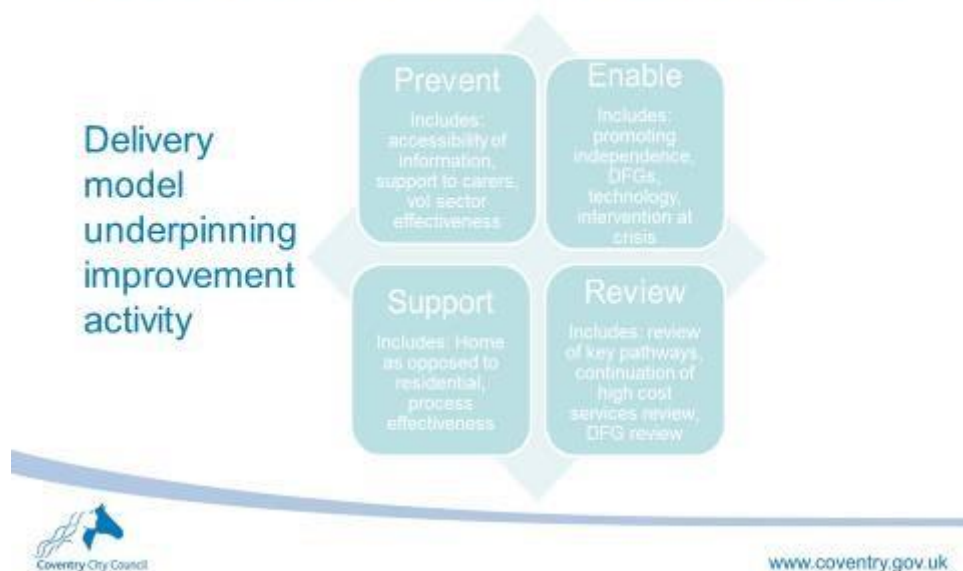 Delivery
model
underpinning
improvement
activity
Prevent
Includes:
accessibility of
information,
support to carers,
vol sector
effectiveness
Enable
Includes:
promoting
independence,
DFGs,
technology,
intervention at
crisis
Support
Includes: Home
as opposed to
residential,
process
effectiveness
Review
Includes: review
of key pathways,
continuation of
high cost
services review,
DFG review
Coventry City Council
www.coventry.gov.uk